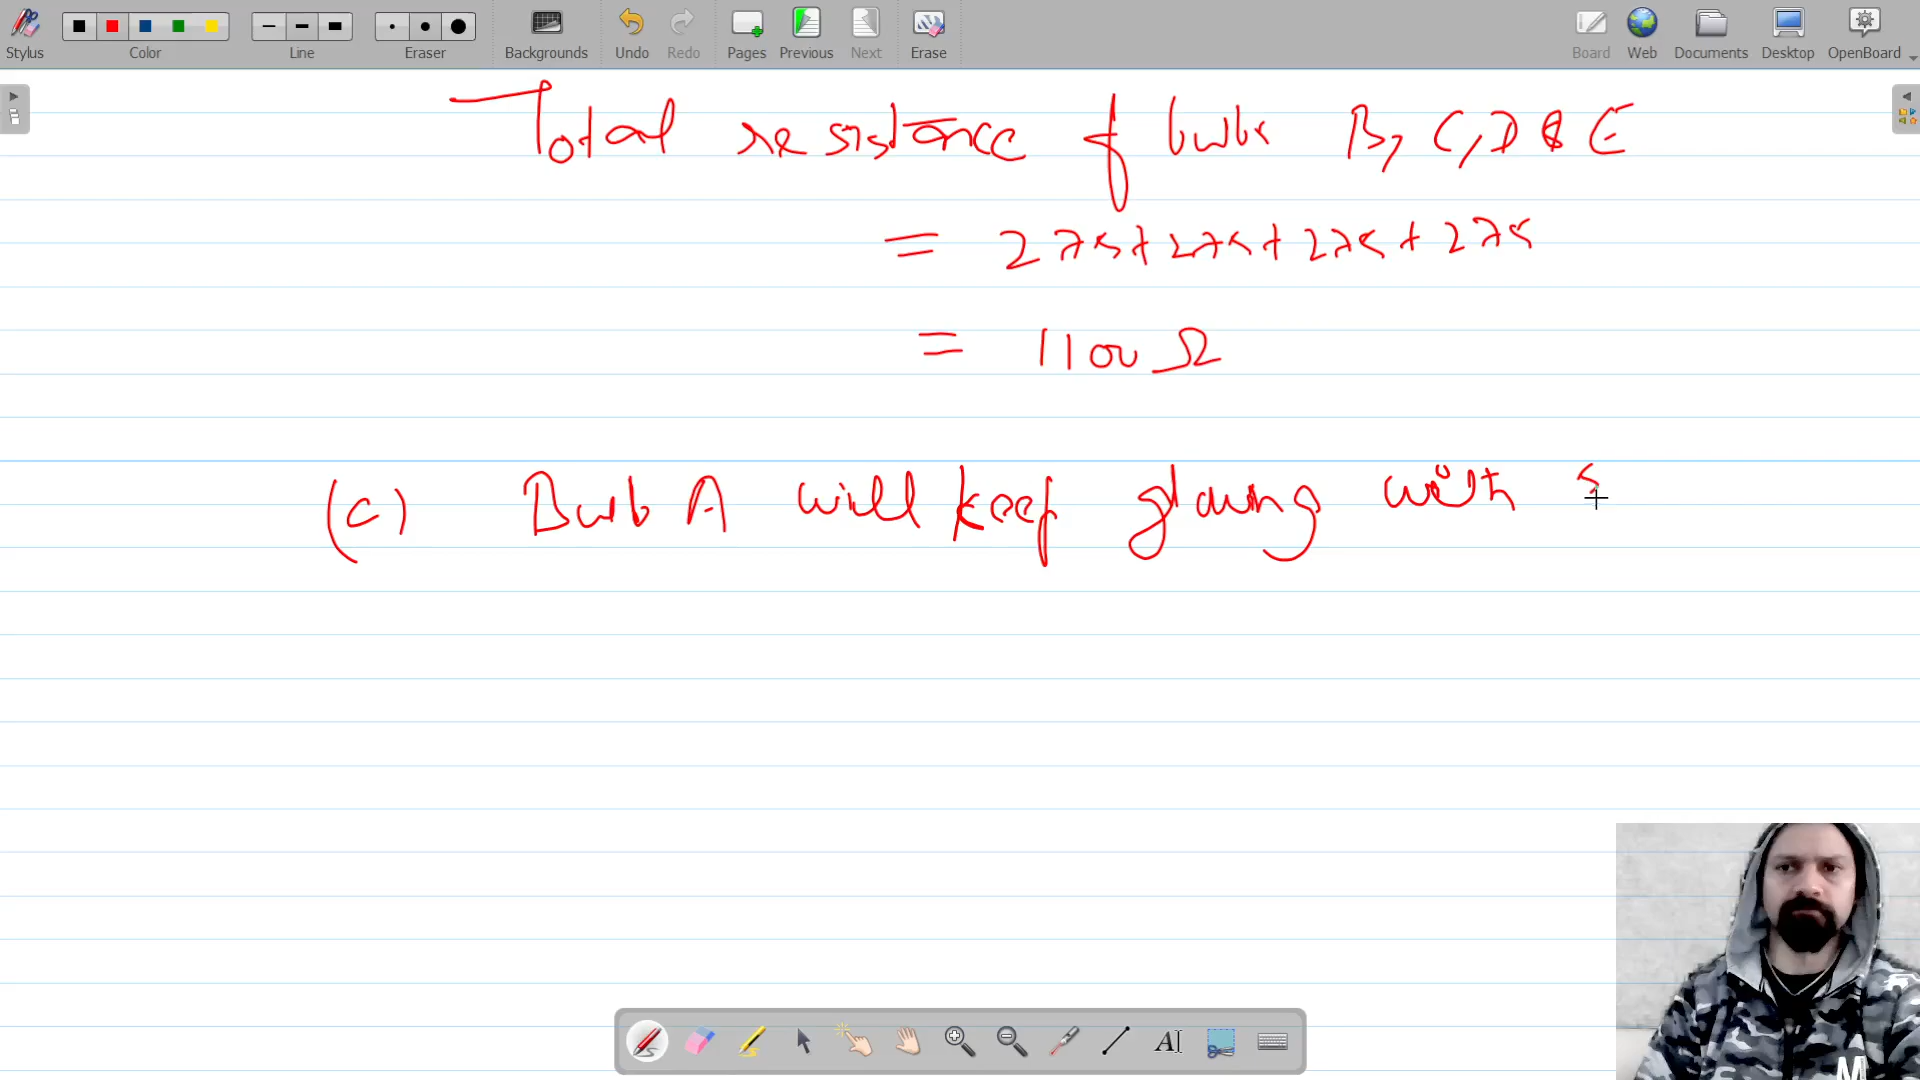 Stylus Color Line Eraser Backgrounds Undo Redo Pages Previous Next Erase Board Web Documents Desktop OpenBoard
Total resistance of bulbs B, C, D & E
= 275 + 275 + 275 + 275
= 1100 Ω
(c) Bulb A will keep glowing with s
AI
M